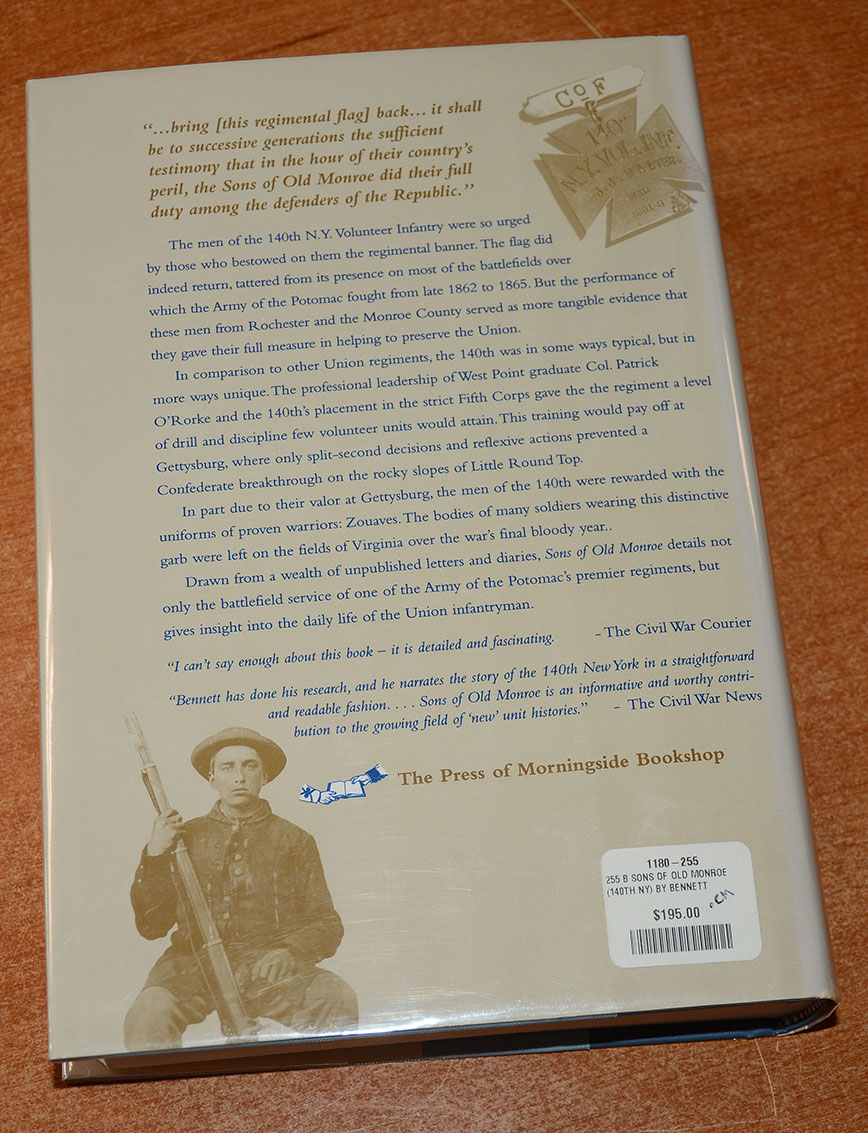 “...bring [this regimental flag] back... it shall
be to successive generations the sufficient
testimony that in the hour of their country’s
peril, the Sons of Old Monroe did their full
duty among the defenders of the Republic.”
Co F
140th
N.Y. VOLINF.
The men of the 140th N.Y. Volunteer Infantry were so urged
by those who bestowed on them the regimental banner. The flag did
indeed return, tattered from its presence on most of the battlefields over
which the Army of the Potomac fought from late 1862 to 1865. But the performance of
these men from Rochester and the Monroe County served as more tangible evidence that
they gave their full measure in helping to preserve the Union.
In comparison to other Union regiments, the 140th was in some ways typical, but in
more ways unique. The professional leadership of West Point graduate Col. Patrick
O’Rorke and the 140th’s placement in the strict Fifth Corps gave the the regiment a level
of drill and discipline few volunteer units would attain. This training would pay off at
Gettysburg, where only split-second decisions and reflexive actions prevented a
Confederate breakthrough on the rocky slopes of Little Round Top.
In part due to their valor at Gettysburg, the men of the 140th were rewarded with the
uniforms of proven warriors: Zouaves. The bodies of many soldiers wearing this distinctive
garb were left on the fields of Virginia over the war’s final bloody year..
Drawn from a wealth of unpublished letters and diaries, Sons of Old Monroe details not
only the battlefield service of one of the Army of the Potomac’s premier regiments, but
gives insight into the daily life of the Union infantryman.
“I can’t say enough about this book – it is detailed and fascinating. – The Civil War Courier
“Bennett has done his research, and he narrates the story of the 140th New York in a straightforward
and readable fashion. . . . Sons of Old Monroe is an informative and worthy contri-
bution to the growing field of ‘new’ unit histories.” – The Civil War News
The Press of Morningside Bookshop
1180–255
255 B SONS OF OLD MONROE
(140TH NY) BY BENNETT
$195.00